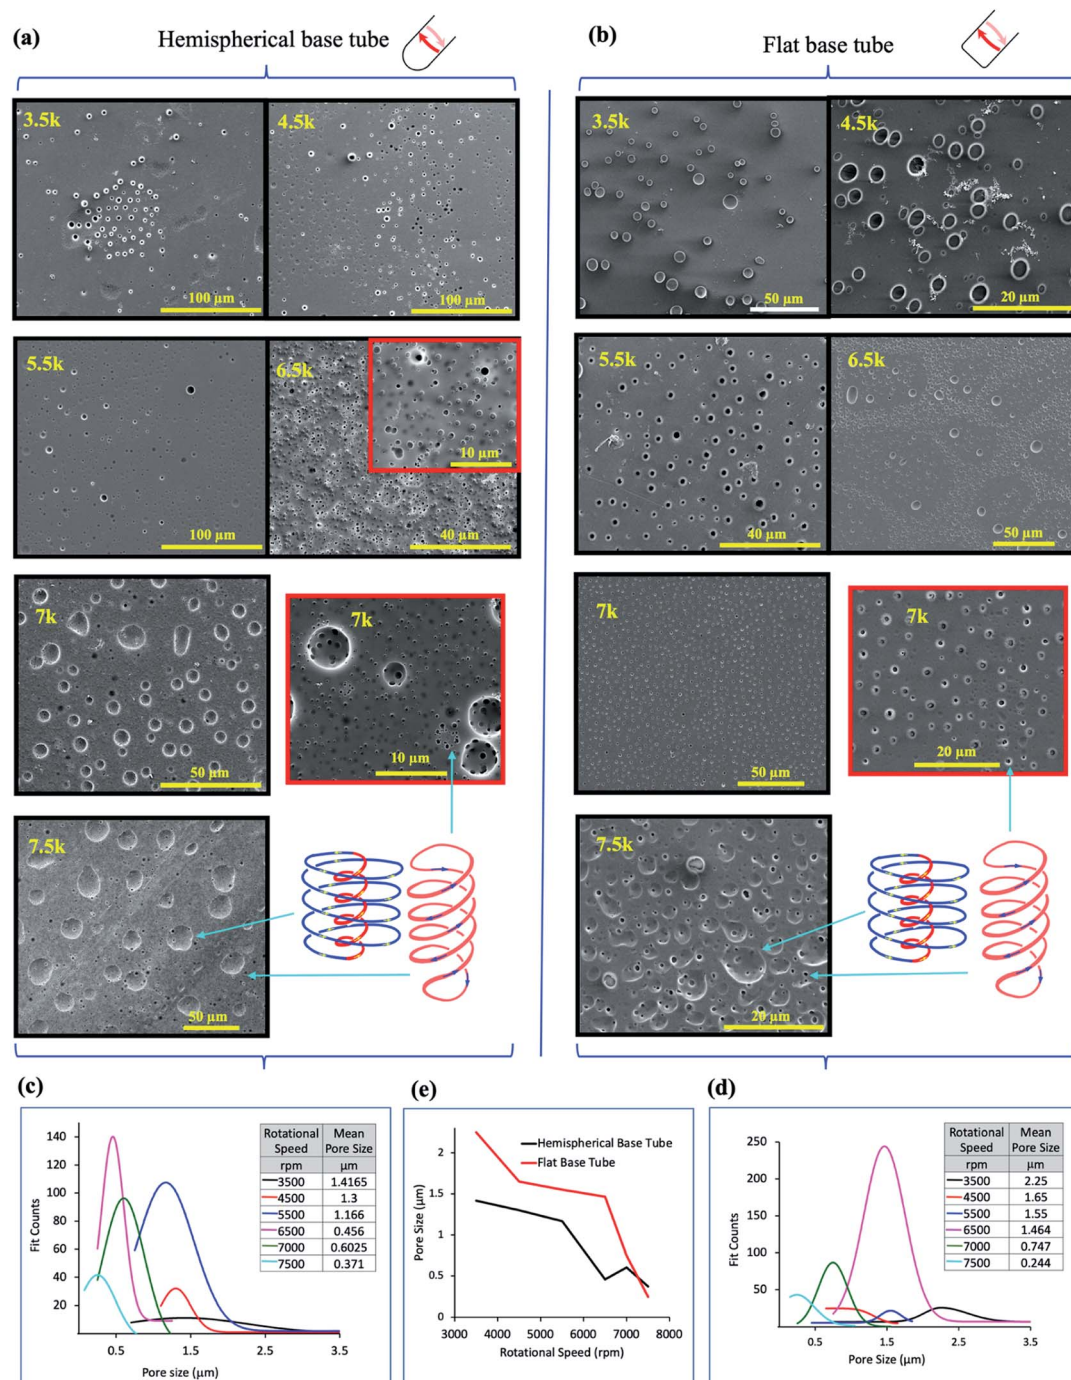 (a)
Hemispherical base tube
3.5k
100 µm
4.5k
100 µm
5.5k
100 µm
6.5k
10 µm
40 µm
7k
50 µm
7k
10 µm
7.5k
50 µm
(b)
Flat base tube
3.5k
50 µm
4.5k
20 µm
5.5k
40 µm
6.5k
50 µm
7k
50 µm
7k
20 µm
7.5k
20 µm
(c)
Fit Counts
140
120
100
80
60
40
20
0.5 1.5 2.5 3.5
Pore size (µm)
Rotational Speed Mean Pore Size
rpm µm
3500 1.4165
4500 1.3
5500 1.166
6500 0.456
7000 0.6025
7500 0.371
(e)
Pore Size (µm)
2
1.5
1
0.5
0
3000 4000 5000 6000 7000 8000
Rotational Speed (rpm)
Hemispherical Base Tube
Flat Base Tube
(d)
Fit Counts
250
200
150
100
50
0.5 1.5 2.5 3.5
Pore Size (µm)
Rotational Speed Mean Pore Size
rpm µm
3500 2.25
4500 1.65
5500 1.55
6500 1.464
7000 0.747
7500 0.244